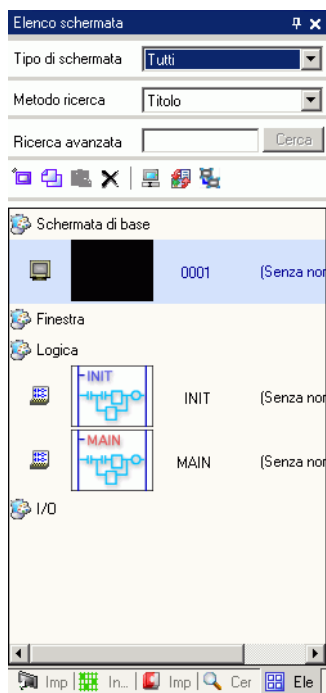 Elenco schermata
Tipo di schermata Tutti
Metodo ricerca Titolo
Ricerca avanzata Cerca
Schermata di base
0001 (Senza nor
Finestra
Logica
INIT INIT (Senza nor
MAIN MAIN (Senza nor
I/O
Imp In... Imp Cer Ele